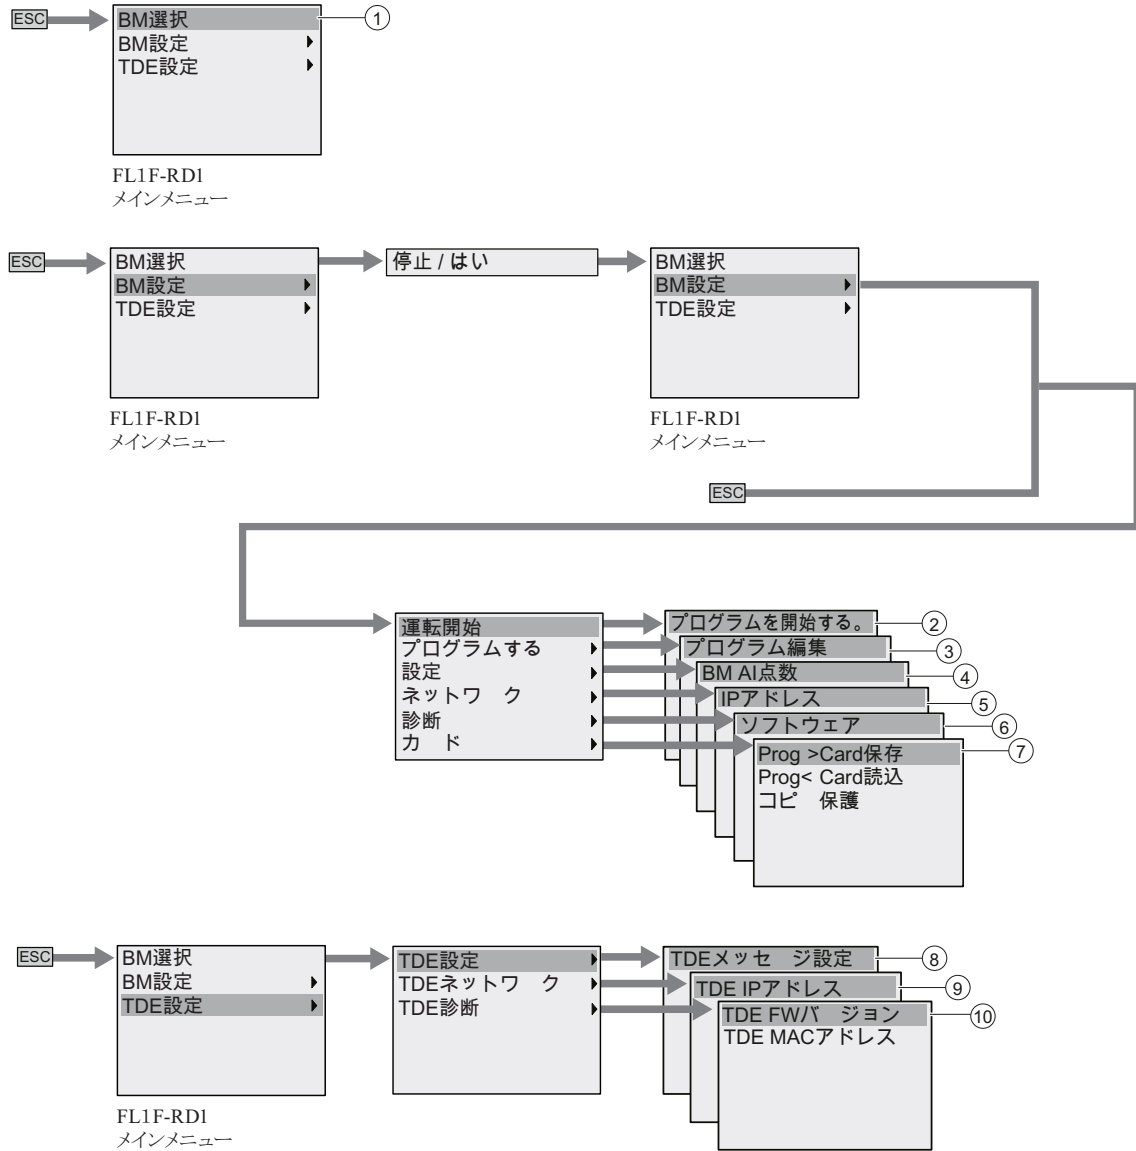 ESC
BM選択
BM設定
TDE設定
①
FL1F-RD1
メインメニュー
ESC
BM選択
BM設定
TDE設定
FL1F-RD1
メインメニュー
停止 / はい
BM選択
BM設定
TDE設定
FL1F-RD1
メインメニュー
ESC
運転開始
プログラムする
設定
ネットワ ク
診断
カ ド
プログラムを開始する。
②
プログラム編集
③
BM AI点数
④
IPアドレス
⑤
ソフトウェア
⑥
Prog >Card保存
⑦
Prog< Card読込
コピ 保護
ESC
BM選択
BM設定
TDE設定
FL1F-RD1
メインメニュー
TDE設定
TDEネットワ ク
TDE診断
TDEメッセ ジ設定
⑧
TDE IPアドレス
⑨
TDE FWバ ジョン
⑩
TDE MACアドレス